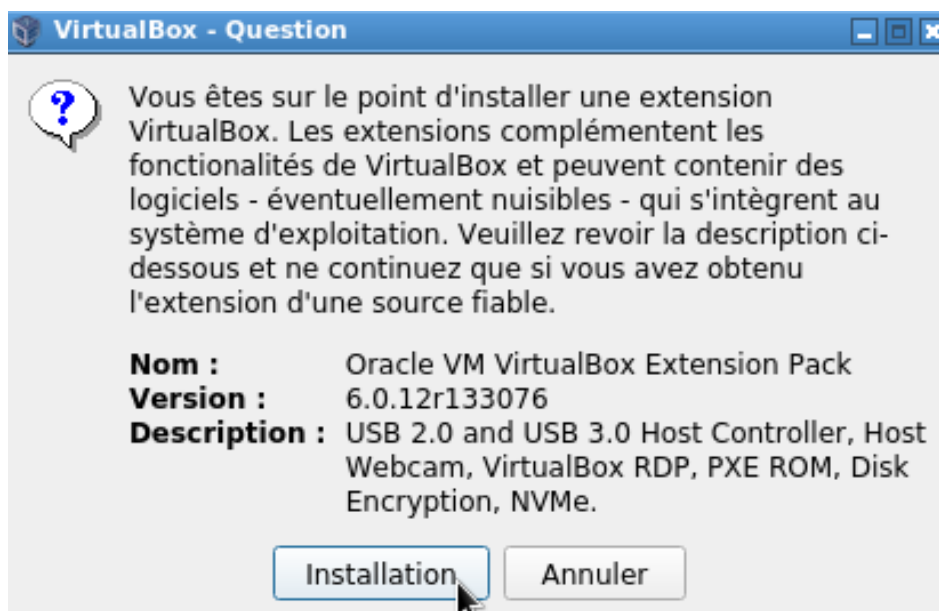 VirtualBox - Question
Vous êtes sur le point d'installer une extension
VirtualBox. Les extensions complémentent les
fonctionalités de VirtualBox et peuvent contenir des
logiciels - éventuellement nuisibles - qui s'intègrent au
système d'exploitation. Veuillez revoir la description ci-
dessous et ne continuez que si vous avez obtenu
l'extension d'une source fiable.
Nom : Oracle VM VirtualBox Extension Pack
Version : 6.0.12r133076
Description : USB 2.0 and USB 3.0 Host Controller, Host
Webcam, VirtualBox RDP, PXE ROM, Disk
Encryption, NVMe.
Installation Annuler